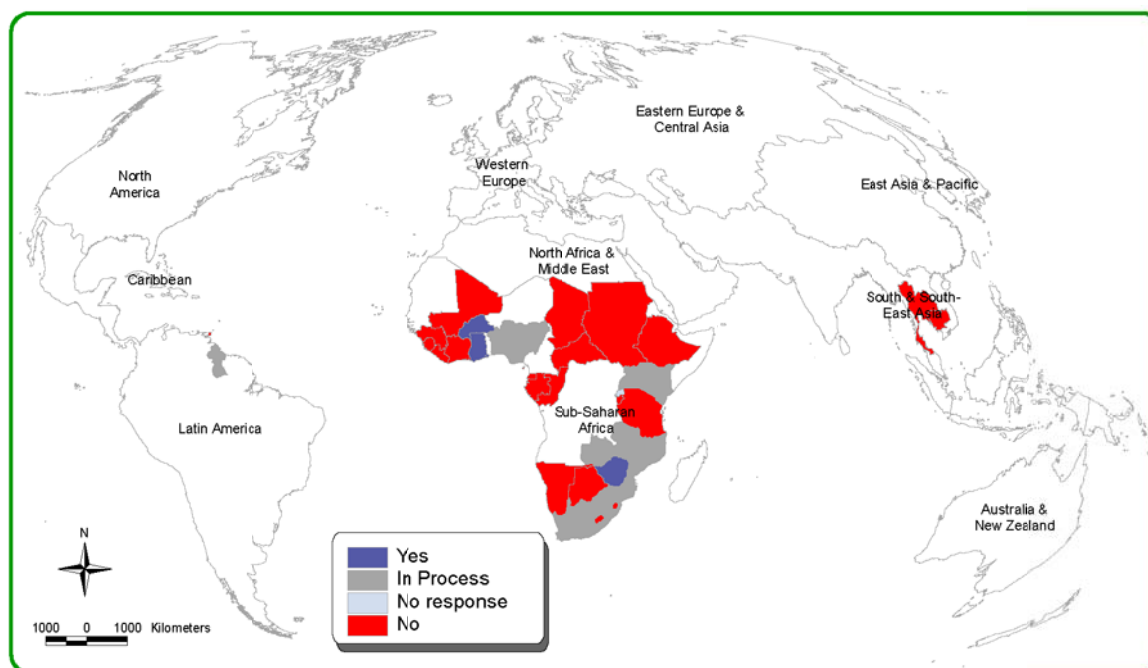 Eastern Europe &
Central Asia
North
America
Western
Europe
East Asia & Pacific
North Africa &
Middle East
Caribbean
South & South-
East Asia
Sub-Saharan
Africa
Latin America
Australia &
New Zealand
N
Yes
In Process
No response
No
1000 0 1000 Kilometers